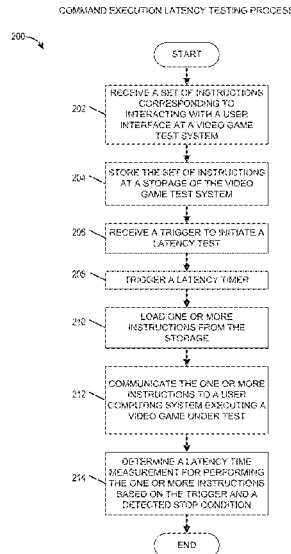 COMMAND EXECUTION LATENCY TESTING PROCESS
200
START
202
RECEIVE A SET OF INSTRUCTIONS
CORRESPONDING TO
INTERACTING WITH A USER
INTERFACE AT A VIDEO GAME
TEST SYSTEM
204
STORE THE SET OF INSTRUCTIONS
AT A STORAGE OF THE VIDEO
GAME TEST SYSTEM
206
RECEIVE A TRIGGER TO INITIATE A
LATENCY TEST
208
TRIGGER A LATENCY TIMER
210
LOAD ONE OR MORE
INSTRUCTIONS FROM THE
STORAGE
212
COMMUNICATE THE ONE OR MORE
INSTRUCTIONS TO A USER
COMPUTING SYSTEM EXECUTING A
VIDEO GAME UNDER TEST
214
DETERMINE A LATENCY TIME
MEASUREMENT FOR PERFORMING
THE ONE OR MORE INSTRUCTIONS
BASED ON THE TRIGGER AND A
DETECTED STOP CONDITION
END